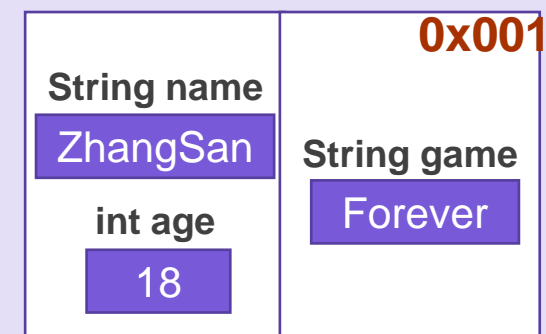 0x001
String name
ZhangSan
int age
18
String game
Forever